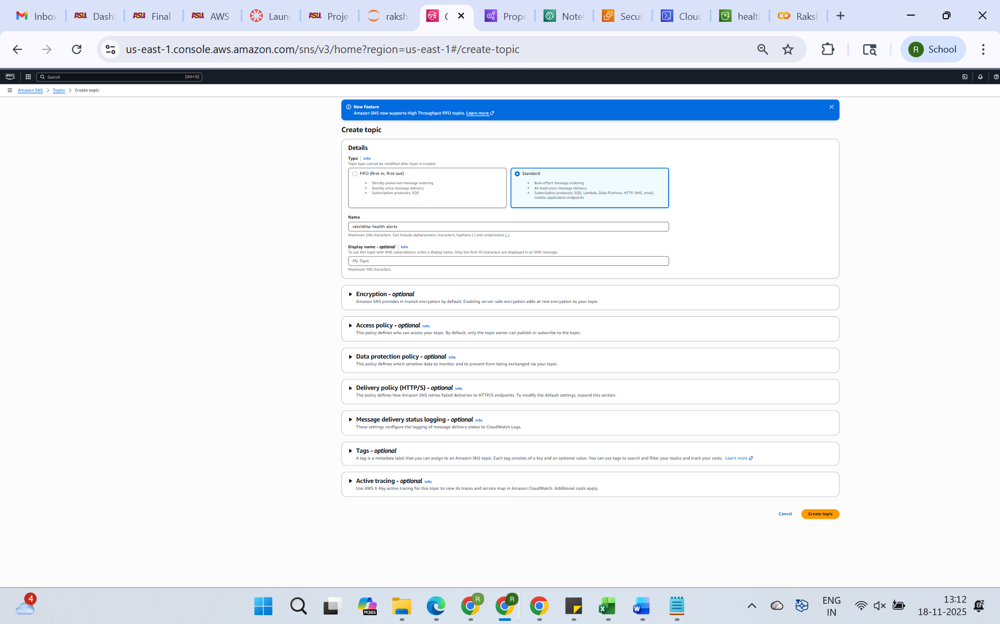 Inbox
Dash
Final
AWS
Laun
Proje
raksh
Prope
Note
Secur
Clouc
healt
Raks
us-east-1.console.aws.amazon.com/sns/v3/home?region=us-east-1#/create-topic
R School
aws Search [Alt+S]
Amazon SNS > Topics > Create topic
New Feature
Amazon SNS now supports High Throughput FIFO topics. Learn more
Create topic
Details
Type | Info
Topic type cannot be modified after topic is created
FIFO (first-in, first-out)
• Strictly-preserved message ordering
• Exactly-once message delivery
• Subscription protocols: SQS
Standard
• Best-effort message ordering
• At-least once message delivery
• Subscription protocols: SQS, Lambda, Data Firehose, HTTP, SMS, email,
mobile application endpoints
Name
rakshitha-health-alerts
Maximum 256 characters. Can include alphanumeric characters, hyphens (-) and underscores (_).
Display name - optional | Info
To use this topic with SMS subscriptions, enter a display name. Only the first 10 characters are displayed in an SMS message.
My Topic
Maximum 100 characters.
Encryption - optional
Amazon SNS provides in-transit encryption by default. Enabling server-side encryption adds at-rest encryption to your topic.
Access policy - optional Info
This policy defines who can access your topic. By default, only the topic owner can publish or subscribe to the topic.
Data protection policy - optional Info
This policy defines which sensitive data to monitor and to prevent from being exchanged via your topic.
Delivery policy (HTTP/S) - optional Info
The policy defines how Amazon SNS retries failed deliveries to HTTP/S endpoints. To modify the default settings, expand this section.
Message delivery status logging - optional Info
These settings configure the logging of message delivery status to CloudWatch Logs.
Tags - optional
A tag is a metadata label that you can assign to an Amazon SNS topic. Each tag consists of a key and an optional value. You can use tags to search and filter your topics and track your costs. Learn more
Active tracing - optional Info
Use AWS X-Ray active tracing for this topic to view its traces and service map in Amazon CloudWatch. Additional costs apply.
Cancel Create topic
4
M365
R
R
ENG
IN
13:12
18-11-2025